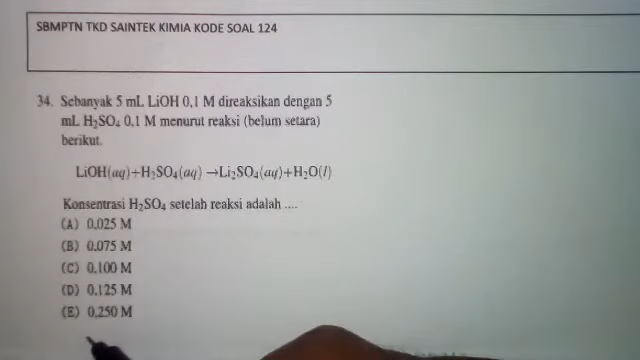 SBMPTN TKD SAINTEK KIMIA KODE SOAL 124
34. Sebanyak 5 mL LiOH 0,1 M direaksikan dengan 5
mL H₂SO₄ 0,1 M menurut reaksi (belum setara)
berikut.
LiOH(aq)+H₂SO₄(aq) →Li₂SO₄(aq)+H₂O(l)
Konsentrasi H₂SO₄ setelah reaksi adalah ....
(A) 0,025 M
(B) 0,075 M
(C) 0,100 M
(D) 0,125 M
(E) 0,250 M